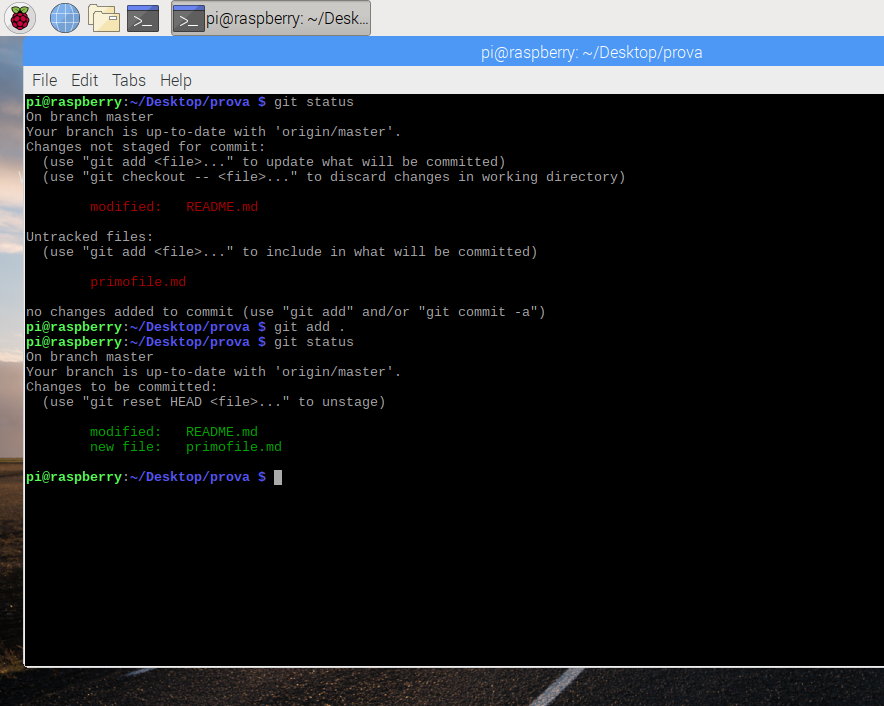 pi@raspberry: ~/Desk...
pi@raspberry: ~/Desktop/prova
File Edit Tabs Help
pi@raspberry:~/Desktop/prova $ git status
On branch master
Your branch is up-to-date with 'origin/master'.
Changes not staged for commit:
  (use "git add <file>..." to update what will be committed)
  (use "git checkout -- <file>..." to discard changes in working directory)
        modified:   README.md
Untracked files:
  (use "git add <file>..." to include in what will be committed)
        primofile.md
no changes added to commit (use "git add" and/or "git commit -a")
pi@raspberry:~/Desktop/prova $ git add .
pi@raspberry:~/Desktop/prova $ git status
On branch master
Your branch is up-to-date with 'origin/master'.
Changes to be committed:
  (use "git reset HEAD <file>..." to unstage)
        modified:   README.md
        new file:   primofile.md
pi@raspberry:~/Desktop/prova $